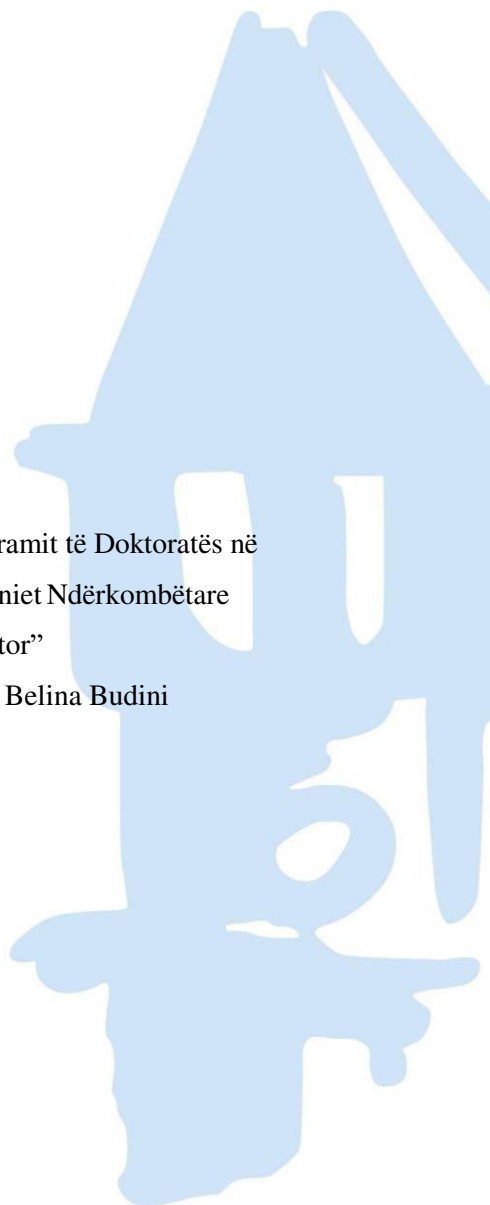 ramit të Doktoratës në
niet Ndërkombëtare
tor”
Belina Budini